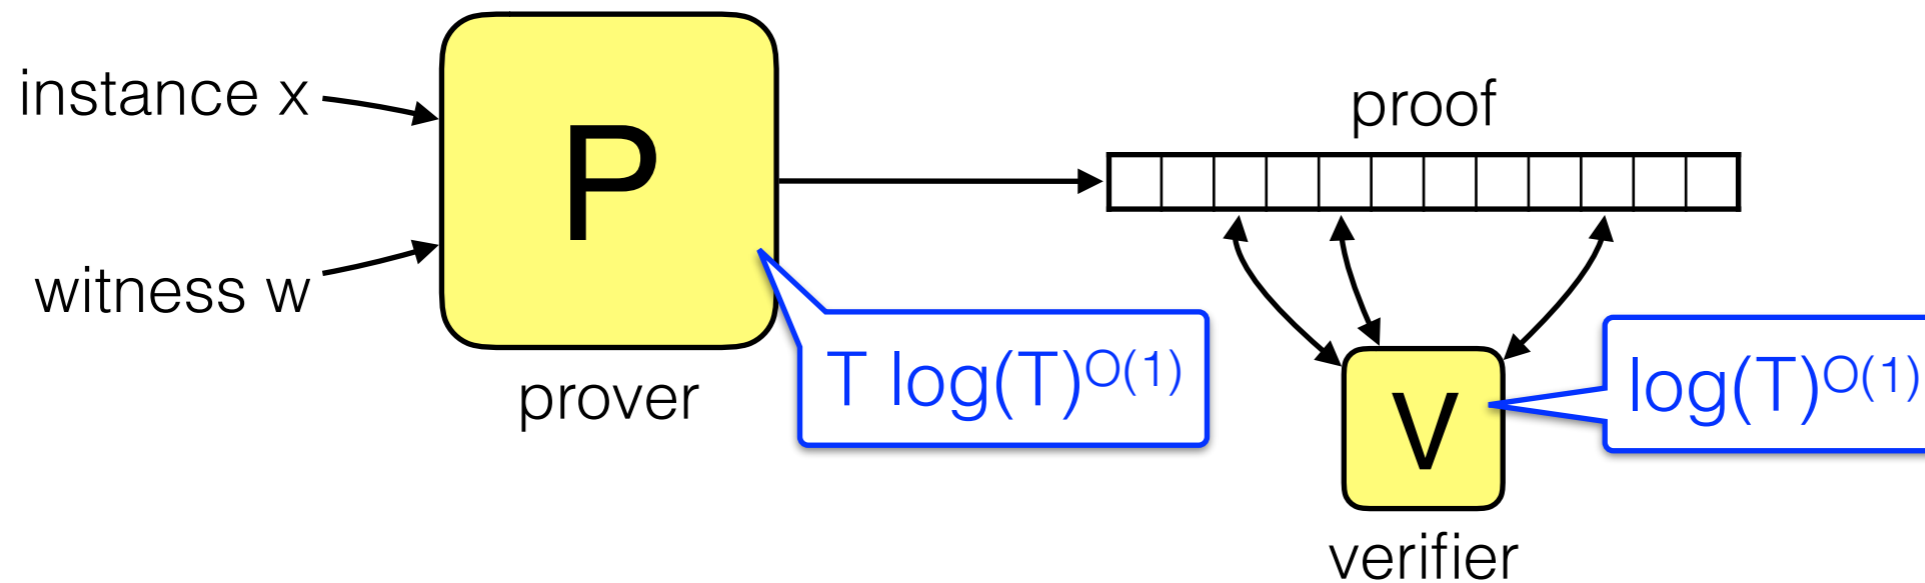 instance x
witness w
P
prover
T log(T)^O(1)
proof
V
verifier
log(T)^O(1)